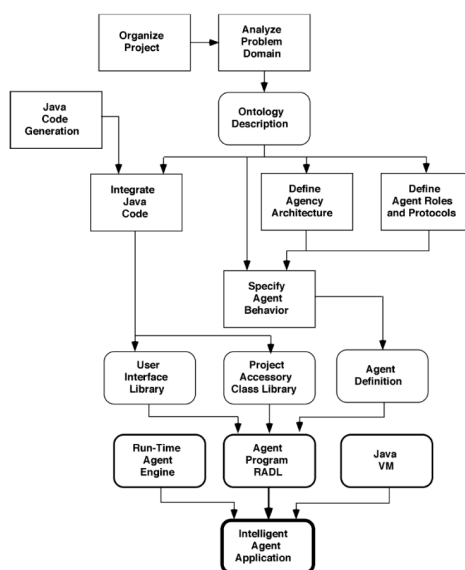 Organize
Project
Analyze
Problem
Domain
Java
Code
Generation
Ontology
Description
Integrate
Java
Code
Define
Agency
Architecture
Define
Agent Roles
and Protocols
Specify
Agent
Behavior
User
Interface
Library
Project
Accessory
Class Library
Agent
Definition
Run-Time
Agent
Engine
Agent
Program
RADL
Java
VM
Intelligent
Agent
Application